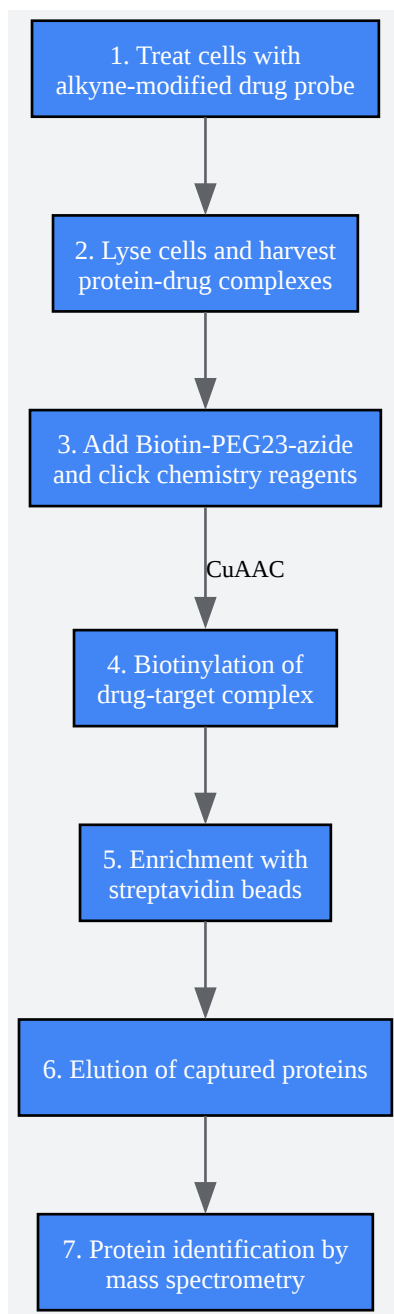 1. Treat cells with
alkyne-modified drug probe
2. Lyse cells and harvest
protein-drug complexes
3. Add Biotin-PEG23-azide
and click chemistry reagents
CuAAC
4. Biotinylation of
drug-target complex
5. Enrichment with
streptavidin beads
6. Elution of captured proteins
7. Protein identification by
mass spectrometry